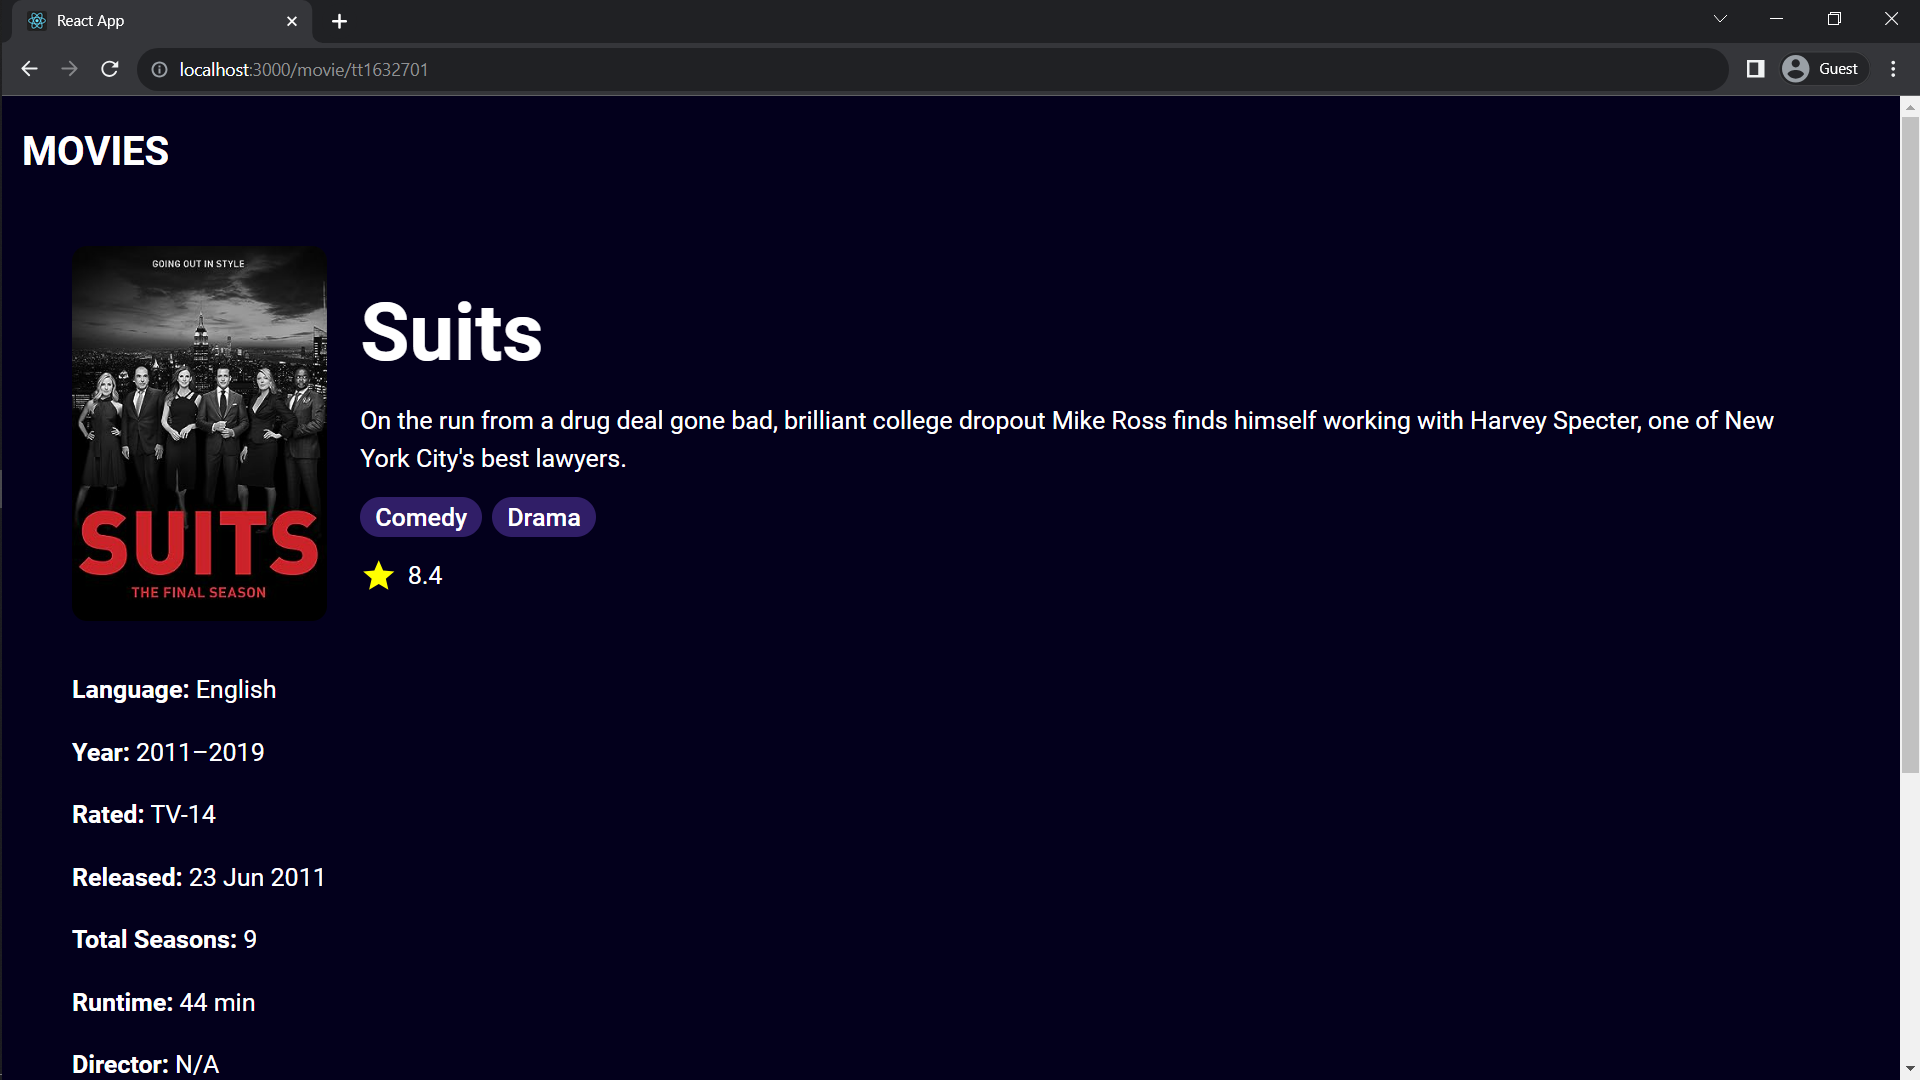 React App
localhost:3000/movie/tt1632701
Guest
MOVIES
GOING OUT IN STYLE
SUITS
THE FINAL SEASON
Suits
On the run from a drug deal gone bad, brilliant college dropout Mike Ross finds himself working with Harvey Specter, one of New
York City's best lawyers.
Comedy Drama
8.4
Language: English
Year: 2011–2019
Rated: TV-14
Released: 23 Jun 2011
Total Seasons: 9
Runtime: 44 min
Director: N/A